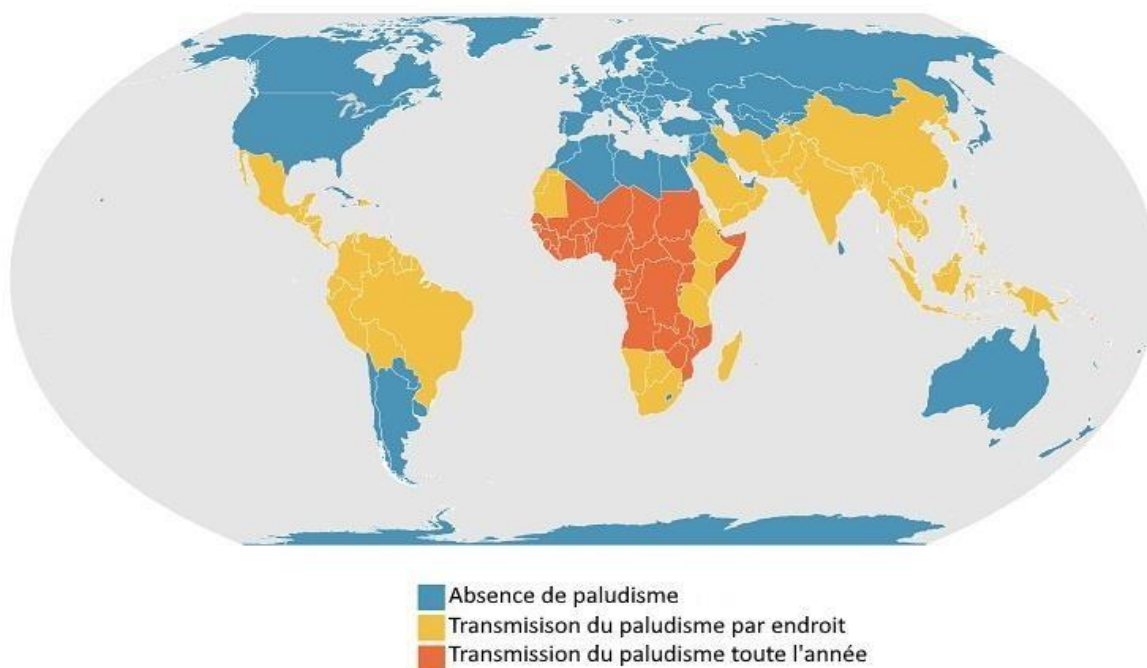 Absence de paludisme
Transmisison du paludisme par endroit
Transmission du paludisme toute l'année